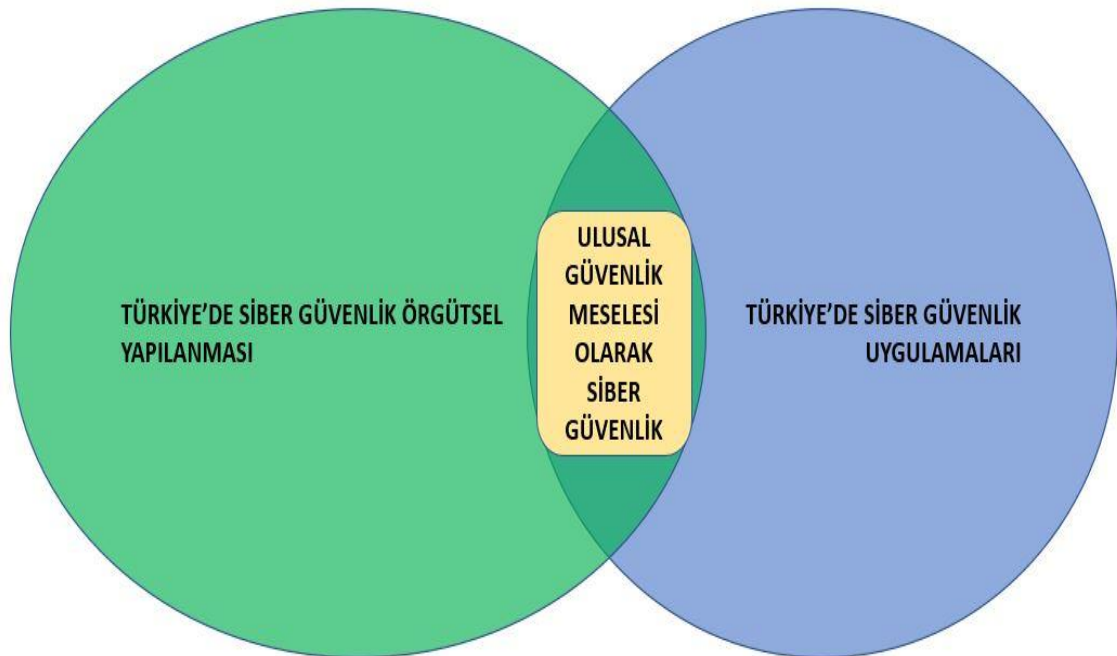 TÜRKİYE'DE SİBER GÜVENLİK ÖRGÜTSEL
YAPILANMASI
ULUSAL
GÜVENLİK
MESELESİ
OLARAK
SİBER
GÜVENLİK
TÜRKİYE'DE SİBER GÜVENLİK
UYGULAMALARI